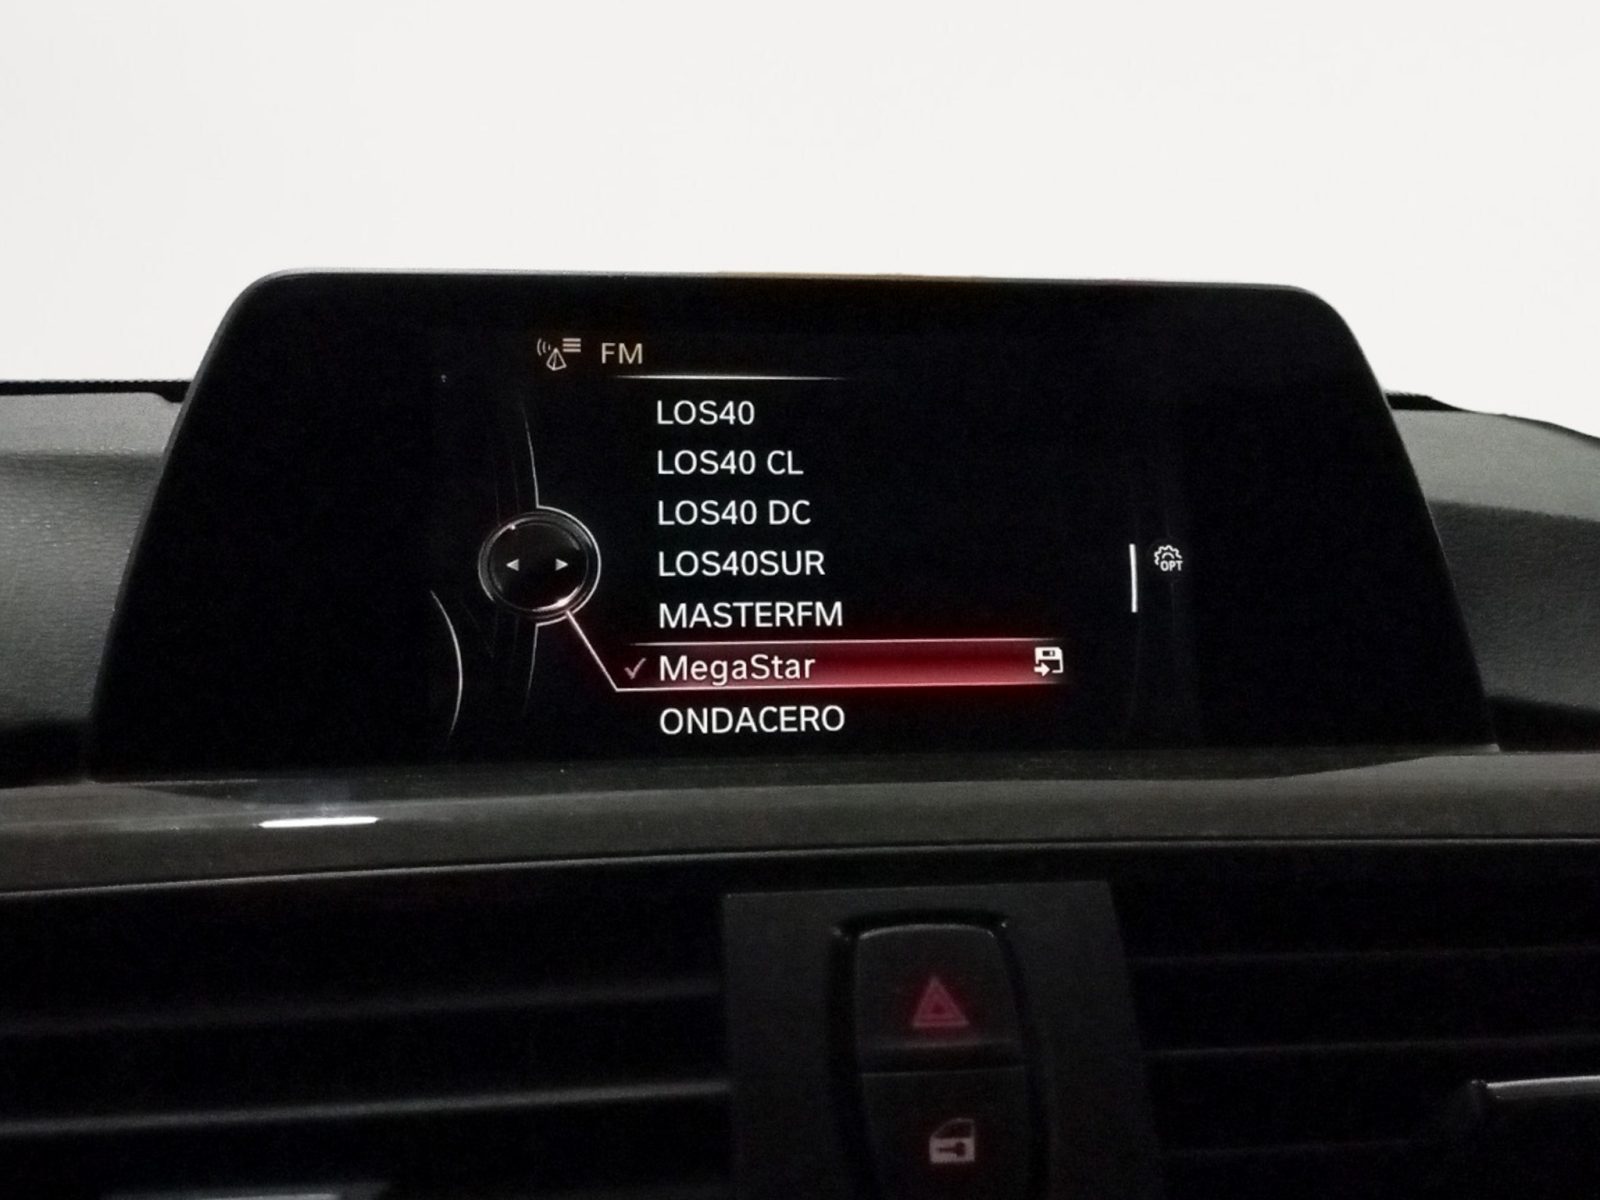 FM
LOS40
LOS40 CL
LOS40 DC
LOS40SUR
MASTERFM
MegaStar
ONDACERO
OPT